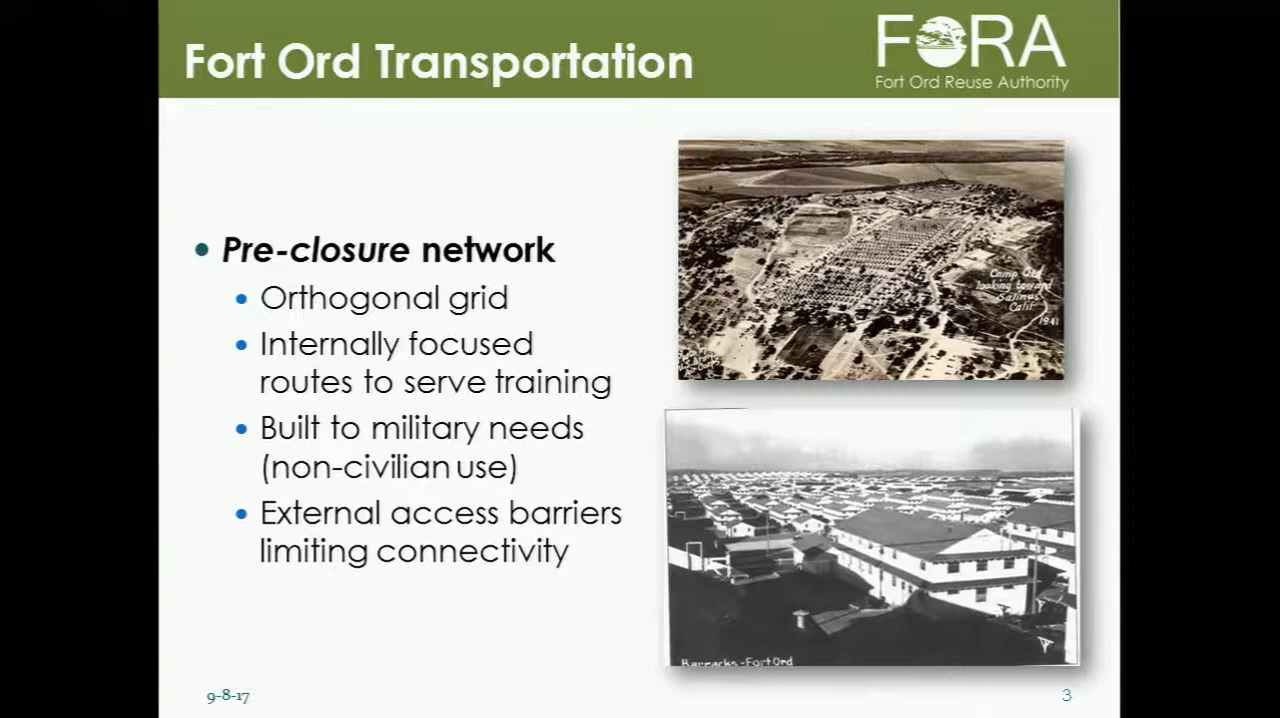 Fort Ord Transportation
FORA
Fort Ord Reuse Authority
• Pre-closure network
• Orthogonal grid
• Internally focused
routes to serve training
• Built to military needs
(non-civilian use)
• External access barriers
limiting connectivity
Camp Ord
looking toward
Salinas
Calif
1941
Barracks-Fort Ord
9-8-17
3